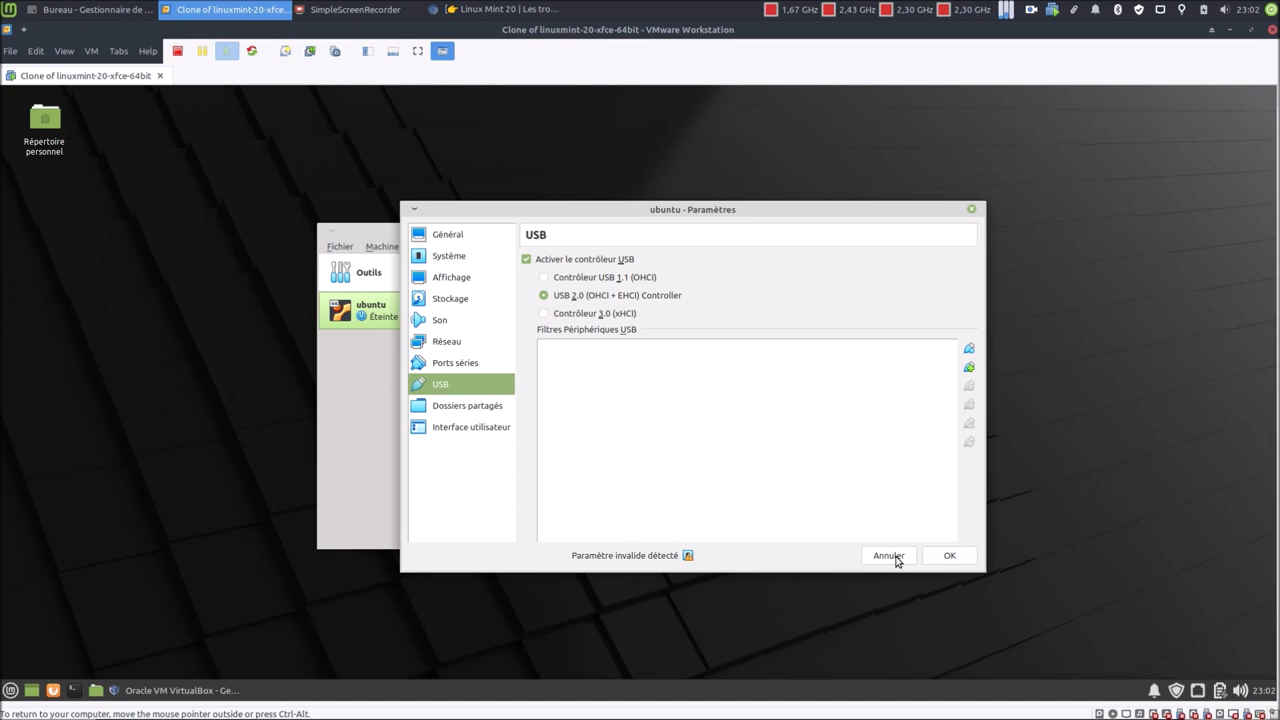 Bureau - Gestionnaire de ...
Clone of linuxmint-20-xfce...
SimpleScreenRecorder
Linux Mint 20 | Les tro...
1,67 GHz
2,43 GHz
2,30 GHz
2,30 GHz
23:02
Clone of linuxmint-20-xfce-64bit - VMware Workstation
File Edit View VM Tabs Help
Clone of linuxmint-20-xfce-64bit
Répertoire
personnel
ubuntu - Paramètres
Fichier Machine
Outils
ubuntu
Éteinte
Général
Système
Affichage
Stockage
Son
Réseau
Ports séries
USB
Dossiers partagés
Interface utilisateur
USB
Activer le contrôleur USB
Contrôleur USB 1.1 (OHCI)
USB 2.0 (OHCI + EHCI) Controller
Contrôleur 3.0 (xHCI)
Filtres Périphériques USB
Paramètre invalide détecté
Annuler
OK
Oracle VM VirtualBox - Ge...
23:02
To return to your computer, move the mouse pointer outside or press Ctrl-Alt.